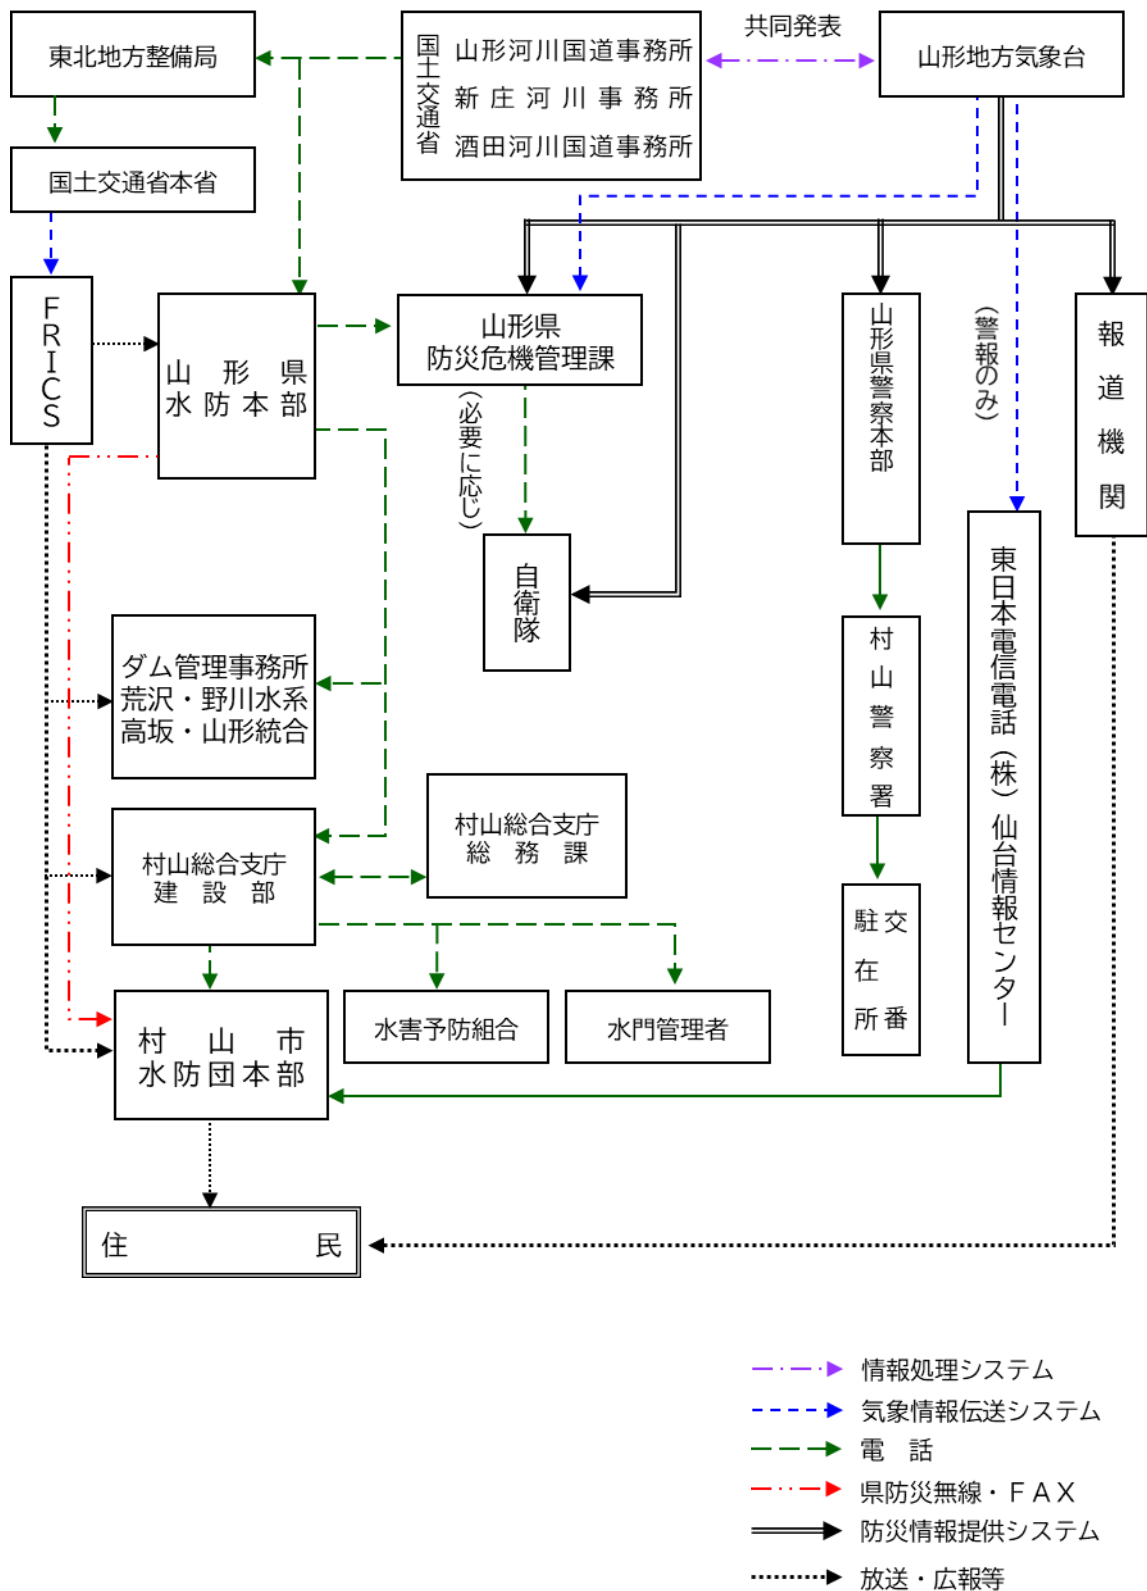 共同発表
東北地方整備局
国土交通省
山形河川国道事務所
新庄河川事務所
酒田河川国道事務所
山形地方気象台
国土交通省本省
FRICS
山形県
水防本部
山形県
防災危機管理課
（必要に応じ）
自衛隊
山形県警察本部
（警報のみ）
報道機関
東日本電信電話（株）仙台情報センター
村山警察署
ダム管理事務所
荒沢・野川水系
高坂・山形統合
村山総合支庁
建設部
村山総合支庁
総務課
交番
駐在所
村山市
水防団本部
水害予防組合
水門管理者
住民
情報処理システム
気象情報伝送システム
電話
県防災無線・ＦＡＸ
防災情報提供システム
放送・広報等